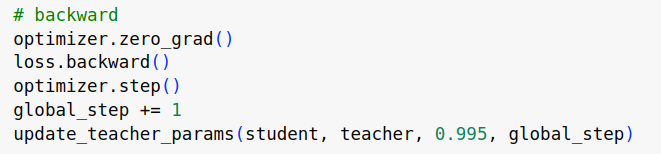 # backward
optimizer.zero_grad()
loss.backward()
optimizer.step()
global_step += 1
update_teacher_params(student, teacher, 0.995, global_step)